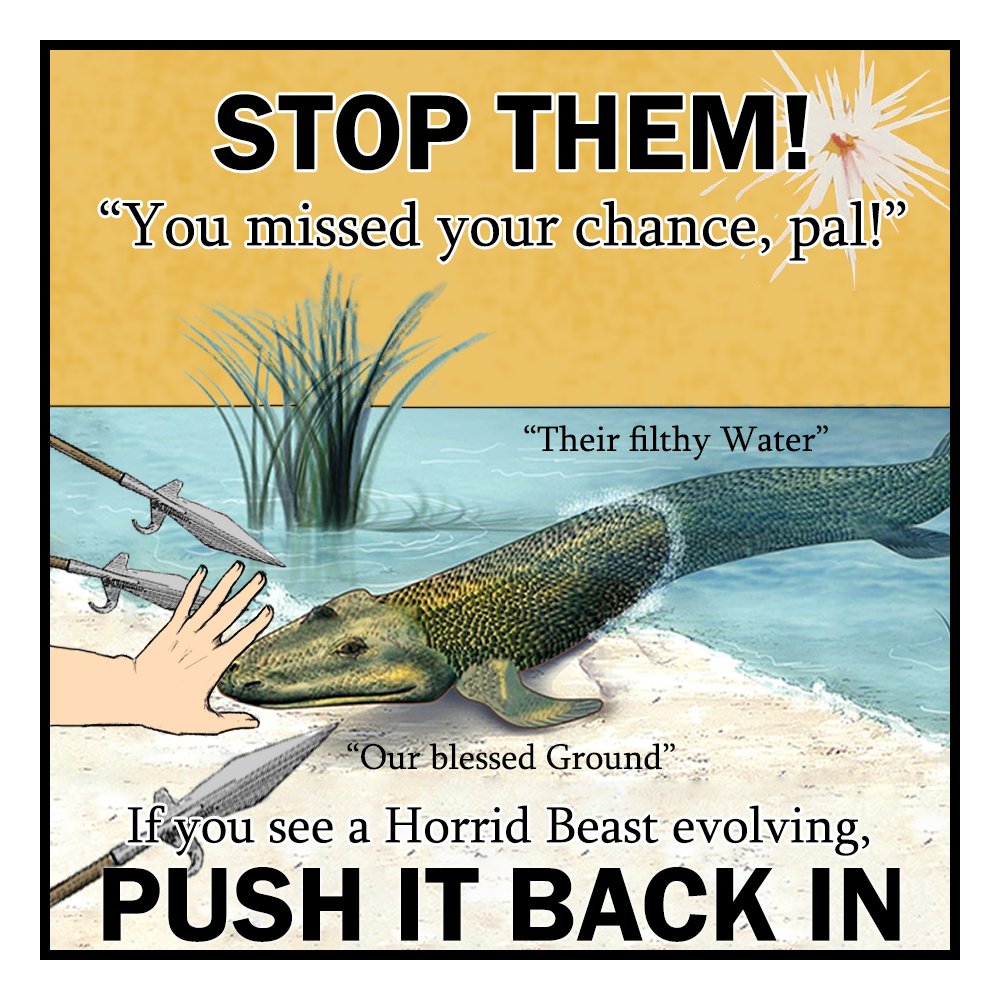 STOP THEM!
“You missed your chance, pal!”
“Their filthy Water”
“Our blessed Ground”
If you see a Horrid Beast evolving,
PUSH IT BACK IN